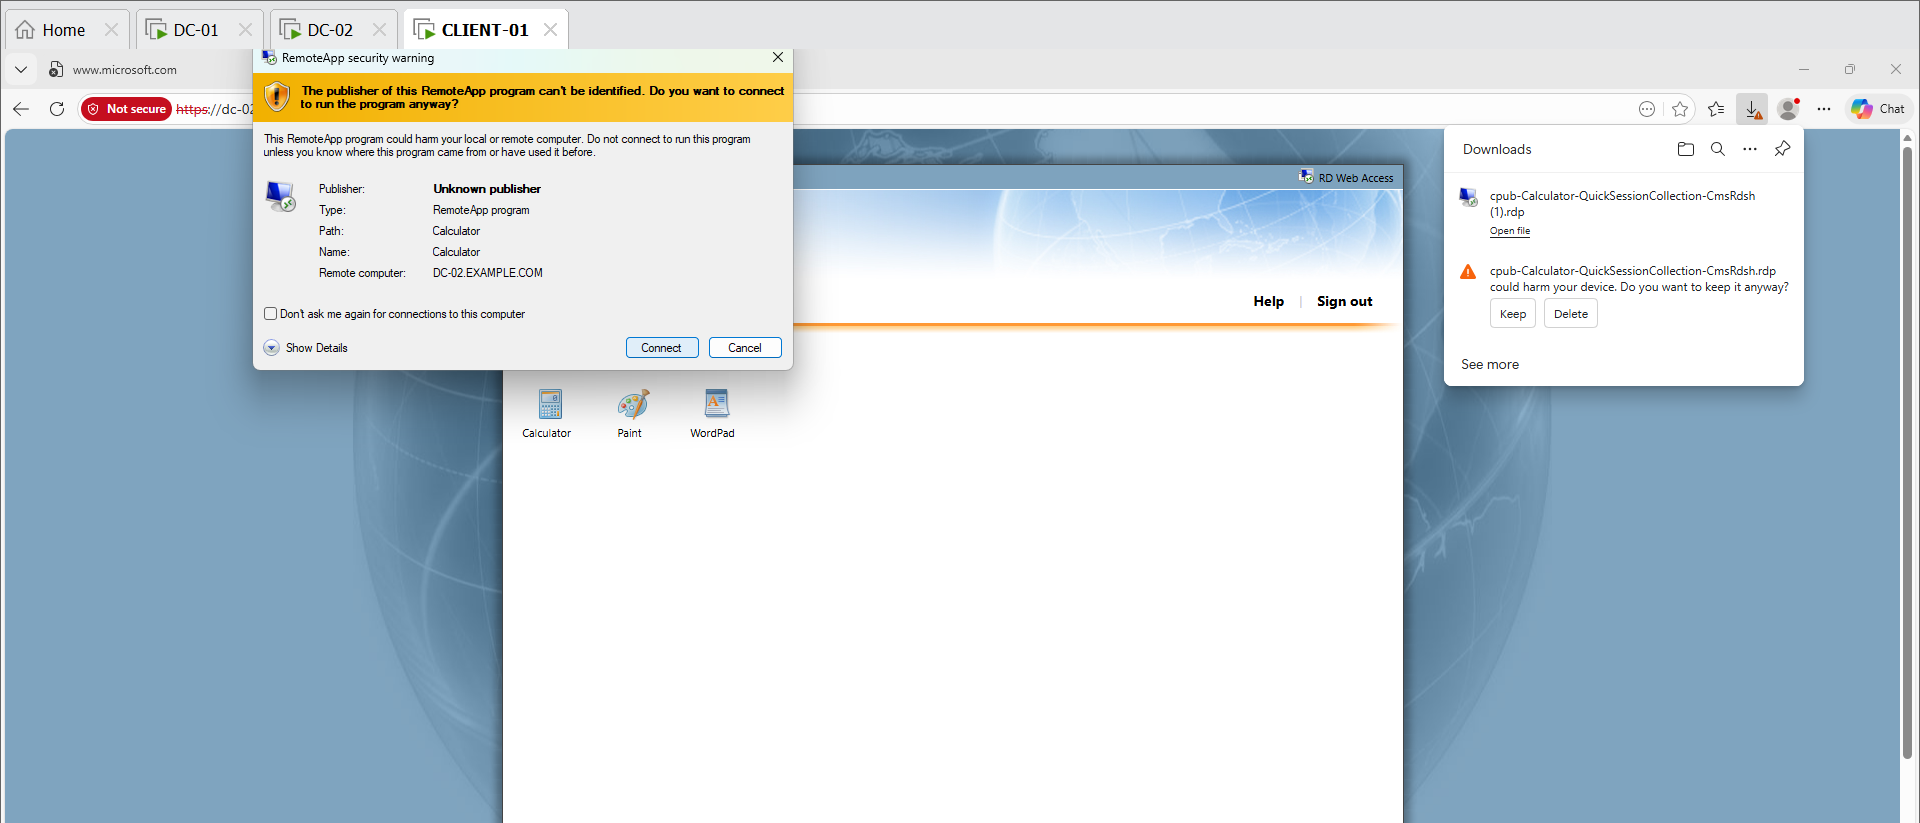 Home
DC-01
DC-02
CLIENT-01
RemoteApp security warning
www.microsoft.com
The publisher of this RemoteApp program can't be identified. Do you want to connect
to run the program anyway?
Not secure
https://dc-02
Chat
This RemoteApp program could harm your local or remote computer. Do not connect to run this program
unless you know where this program came from or have used it before.
Publisher: Unknown publisher
Type: RemoteApp program
Path: Calculator
Name: Calculator
Remote computer: DC-02.EXAMPLE.COM
Don't ask me again for connections to this computer
Show Details
Connect
Cancel
RD Web Access
Help | Sign out
Calculator
Paint
WordPad
Downloads
cpub-Calculator-QuickSessionCollection-CmsRdsh
(1).rdp
Open file
cpub-Calculator-QuickSessionCollection-CmsRdsh.rdp
could harm your device. Do you want to keep it anyway?
Keep
Delete
See more